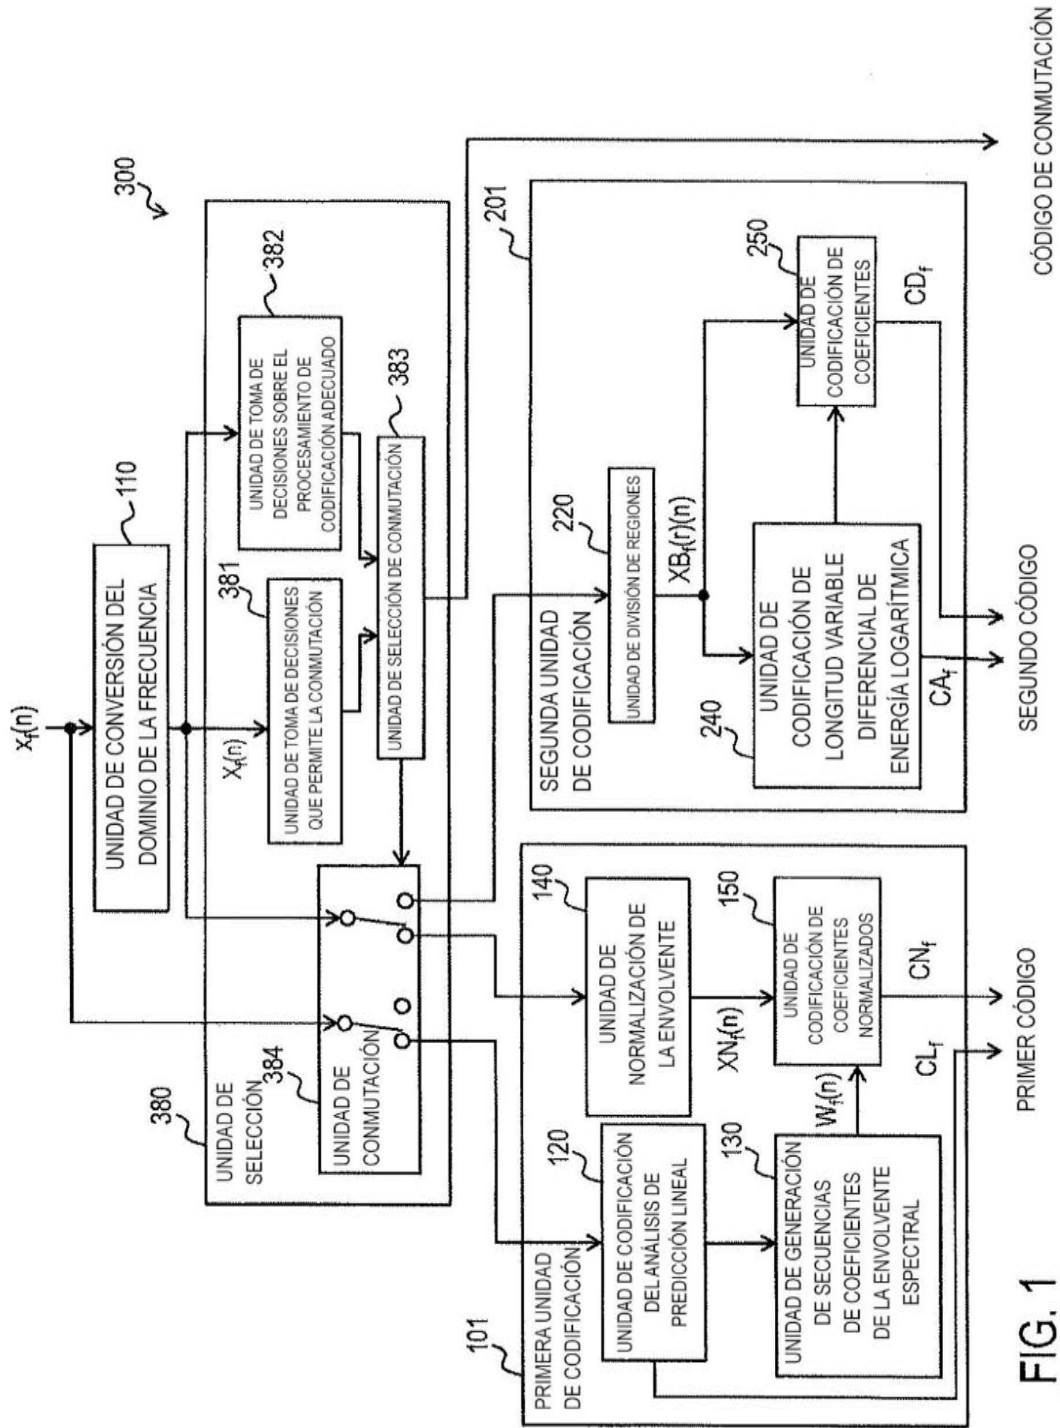 300
x_f(n)
UNIDAD DE CONVERSIÓN DEL
DOMINIO DE LA FRECUENCIA
110
380
UNIDAD DE
SELECCIÓN
X_f(n)
381
UNIDAD DE TOMA DE DECISIONES
QUE PERMITE LA CONMUTACIÓN
382
UNIDAD DE TOMA DE
DECISIONES SOBRE EL
PROCESAMIENTO DE
CODIFICACIÓN ADECUADO
384
UNIDAD DE
CONMUTACIÓN
383
UNIDAD DE SELECCIÓN DE CONMUTACIÓN
101
PRIMERA UNIDAD
DE CODIFICACIÓN
120
UNIDAD DE CODIFICACIÓN
DEL ANÁLISIS DE
PREDICCIÓN LINEAL
140
UNIDAD DE
NORMALIZACIÓN DE
LA ENVOLVENTE
XN_f(n)
130
UNIDAD DE GENERACIÓN
DE SECUENCIAS
DE COEFICIENTES
DE LA ENVOLVENTE
ESPECTRAL
W_f(n)
150
UNIDAD DE
CODIFICACIÓN DE
COEFICIENTES
NORMALIZADOS
CL_f
CN_f
PRIMER CÓDIGO
201
SEGUNDA UNIDAD
DE CODIFICACIÓN
220
UNIDAD DE DIVISIÓN DE REGIONES
XB_f(r)(n)
240
UNIDAD DE
CODIFICACIÓN DE
LONGITUD VARIABLE
DIFERENCIAL DE
ENERGÍA LOGARÍTMICA
250
UNIDAD DE
CODIFICACIÓN DE
COEFICIENTES
CA_f
CD_f
SEGUNDO CÓDIGO
CÓDIGO DE CONMUTACIÓN
FIG. 1